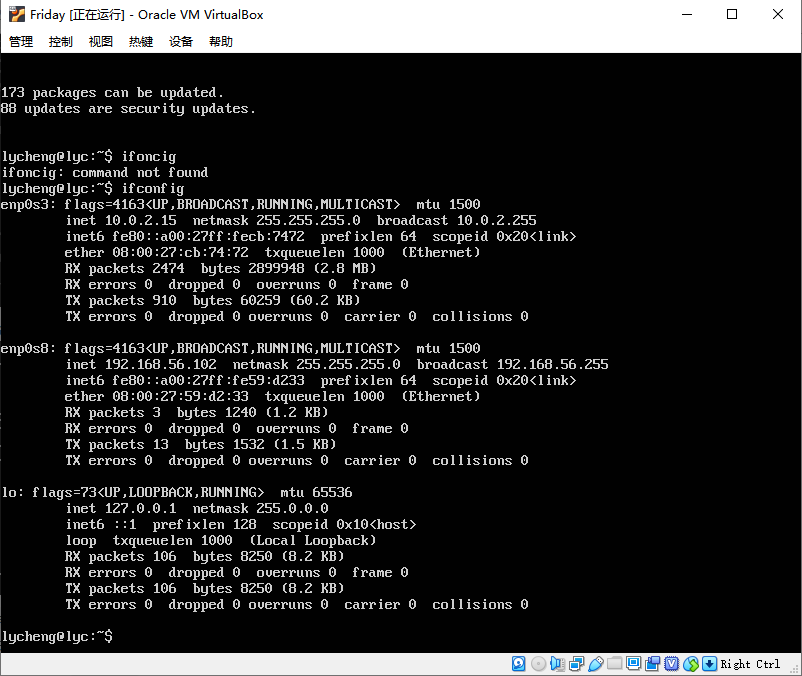 Friday [正在运行] - Oracle VM VirtualBox
管理 控制 视图 热键 设备 帮助
173 packages can be updated.
88 updates are security updates.
lycheng@lyc:~$ ifoncig
ifoncig: command not found
lycheng@lyc:~$ ifconfig
enp0s3: flags=4163<UP,BROADCAST,RUNNING,MULTICAST>  mtu 1500
        inet 10.0.2.15  netmask 255.255.255.0  broadcast 10.0.2.255
        inet6 fe80::a00:27ff:fecb:7472  prefixlen 64  scopeid 0x20<link>
        ether 08:00:27:cb:74:72  txqueuelen 1000  (Ethernet)
        RX packets 2474  bytes 2899948 (2.8 MB)
        RX errors 0  dropped 0  overruns 0  frame 0
        TX packets 910  bytes 60259 (60.2 KB)
        TX errors 0  dropped 0 overruns 0  carrier 0  collisions 0
enp0s8: flags=4163<UP,BROADCAST,RUNNING,MULTICAST>  mtu 1500
        inet 192.168.56.102  netmask 255.255.255.0  broadcast 192.168.56.255
        inet6 fe80::a00:27ff:fe59:d233  prefixlen 64  scopeid 0x20<link>
        ether 08:00:27:59:d2:33  txqueuelen 1000  (Ethernet)
        RX packets 3  bytes 1240 (1.2 KB)
        RX errors 0  dropped 0  overruns 0  frame 0
        TX packets 13  bytes 1532 (1.5 KB)
        TX errors 0  dropped 0 overruns 0  carrier 0  collisions 0
lo: flags=73<UP,LOOPBACK,RUNNING>  mtu 65536
        inet 127.0.0.1  netmask 255.0.0.0
        inet6 ::1  prefixlen 128  scopeid 0x10<host>
        loop  txqueuelen 1000  (Local Loopback)
        RX packets 106  bytes 8250 (8.2 KB)
        RX errors 0  dropped 0  overruns 0  frame 0
        TX packets 106  bytes 8250 (8.2 KB)
        TX errors 0  dropped 0 overruns 0  carrier 0  collisions 0
lycheng@lyc:~$
Right Ctrl